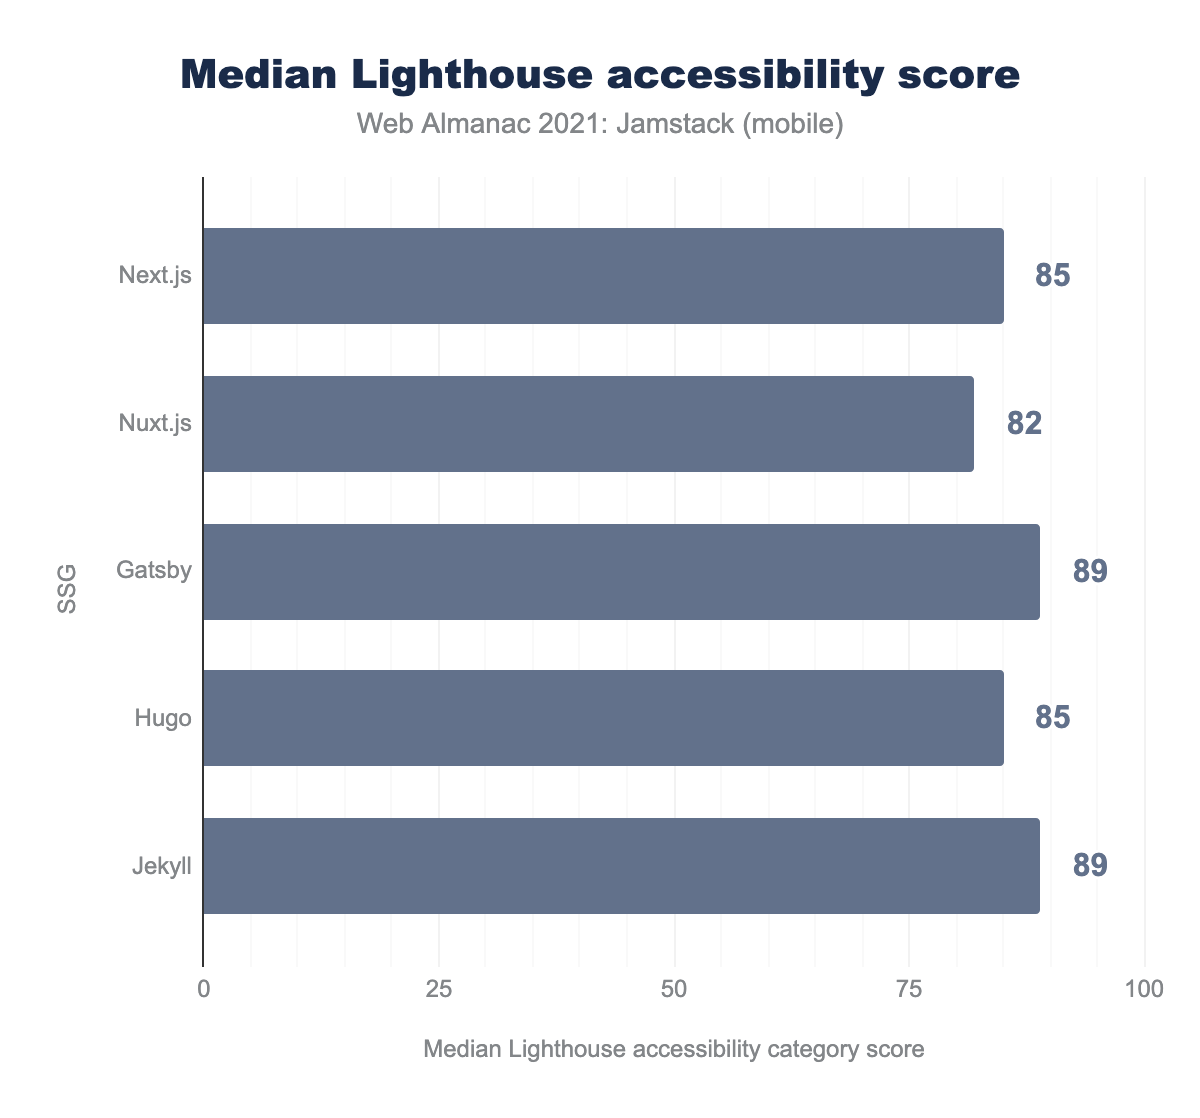 Median Lighthouse accessibility score
Web Almanac 2021: Jamstack (mobile)
SSG
Next.js 85
Nuxt.js 82
Gatsby 89
Hugo 85
Jekyll 89
0 25 50 75 100
Median Lighthouse accessibility category score